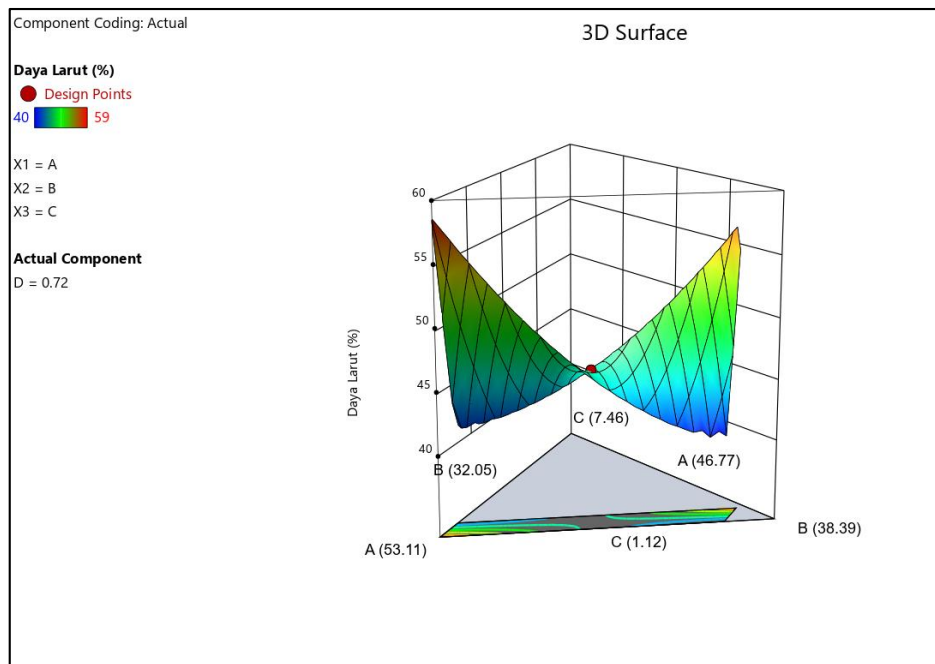 Component Coding: Actual
3D Surface
Daya Larut (%)
Design Points
40 59
X1 = A
X2 = B
X3 = C
Actual Component
D = 0.72
60
55
50
45
40
Daya Larut (%)
C (7.46)
A (46.77)
B (32.05)
B (38.39)
C (1.12)
A (53.11)